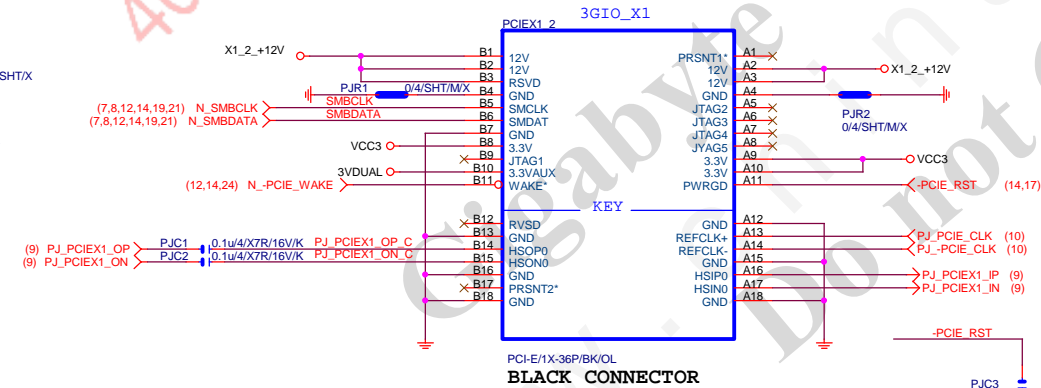 40
3GIO_X1
PCIEX1_2
SHT/X
X1_2_+12V
B1 12V PRSNT1* A1
B2 12V 12V A2 X1_2_+12V
B3 RSVD 12V A3
PJR1 0/4/SHT/M/X B4 GND GND A4
PJR2
0/4/SHT/M/X
(7,8,12,14,19,21) N_SMBCLK SMBCLK B5 SMCLK JTAG2 A5
(7,8,12,14,19,21) N_SMBDATA SMBDATA B6 SMDAT JTAG3 A6
B7 GND JTAG4 A7
VCC3 B8 3.3V JYAG5 A8
B9 JTAG1 3.3V A9 VCC3
3VDUAL B10 3.3VAUX 3.3V A10
(12,14,24) N_-PCIE_WAKE B11 WAKE* PWRGD A11 -PCIE_RST (14,17)
KEY
B12 RVSD GND A12
B13 GND REFCLK+ A13 PJ_PCIE_CLK (10)
(9) PJ_PCIEX1_OP PJC1 0.1u/4/X7R/16V/K PJ_PCIEX1_OP_C B14 HSOP0 REFCLK- A14 PJ_-PCIE_CLK (10)
(9) PJ_PCIEX1_ON PJC2 0.1u/4/X7R/16V/K PJ_PCIEX1_ON_C B15 HSON0 GND A15
B16 GND HSIP0 A16 PJ_PCIEX1_IP (9)
B17 PRSNT2* HSIN0 A17 PJ_PCIEX1_IN (9)
B18 GND GND A18
-PCIE_RST
PCI-E/1X-36P/BK/OL
BLACK CONNECTOR
PJC3
Gigabyte
Do not